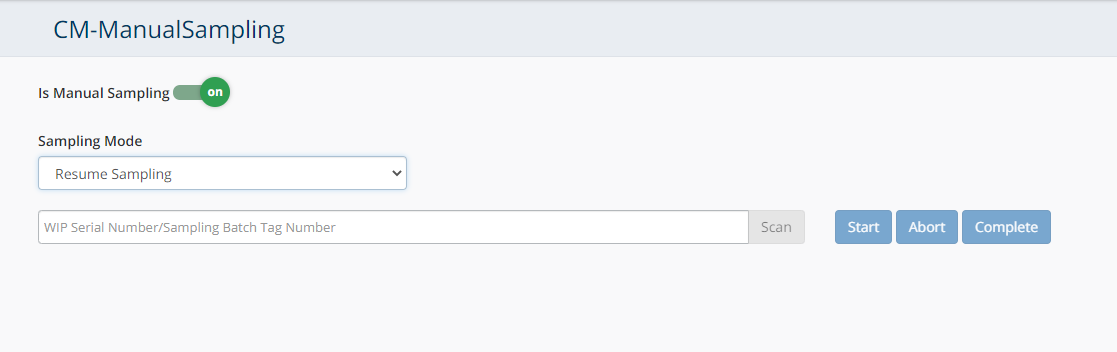 CM-ManualSampling
Is Manual Sampling on
Sampling Mode
Resume Sampling
WIP Serial Number/Sampling Batch Tag Number Scan Start Abort Complete